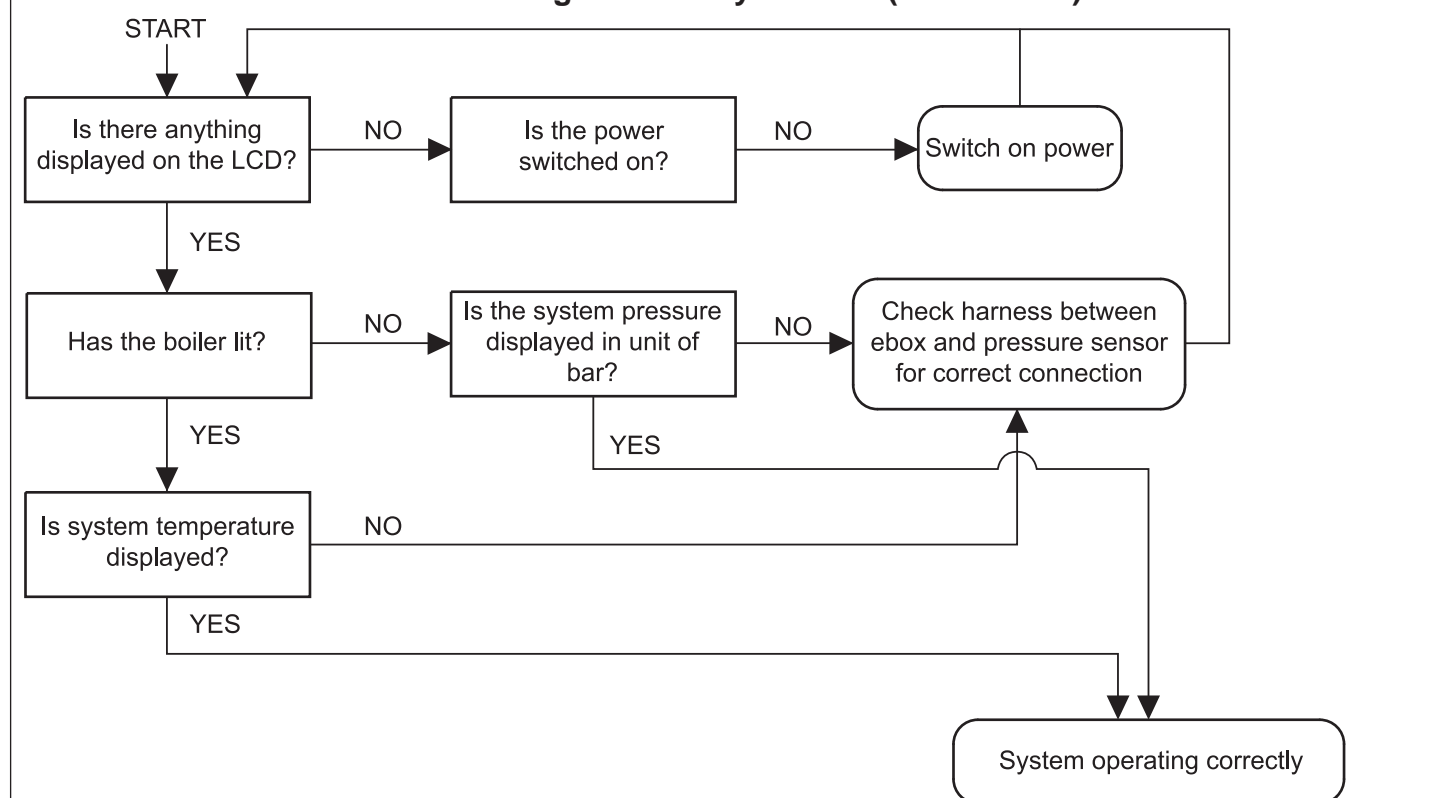 START
Is there anything
displayed on the LCD?
NO
Is the power
switched on?
NO
Switch on power
YES
Has the boiler lit?
NO
Is the system pressure
displayed in unit of
bar?
NO
Check harness between
ebox and pressure sensor
for correct connection
YES
YES
Is system temperature
displayed?
NO
YES
System operating correctly